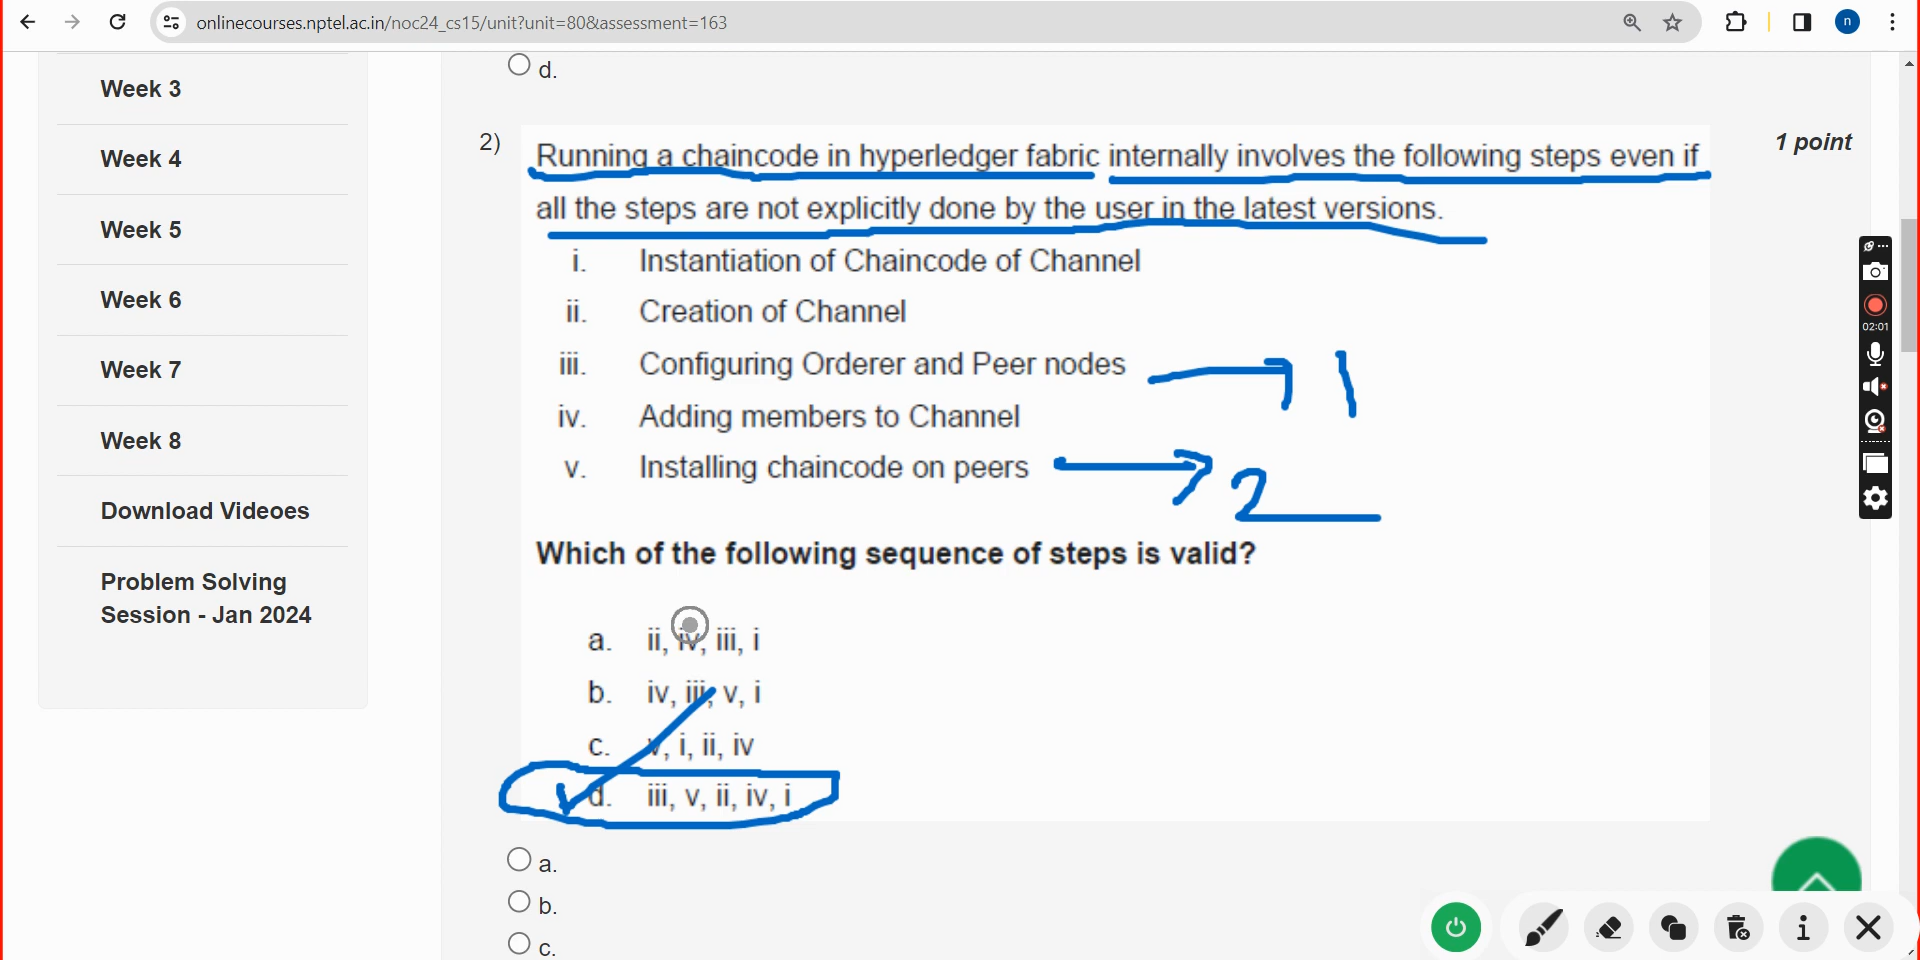 onlinecourses.nptel.ac.in/noc24_cs15/unit?unit=80&assessment=163
n
Week 3
Week 4
Week 5
Week 6
Week 7
Week 8
Download Videoes
Problem Solving
Session - Jan 2024
d.
2)
1 point
Running a chaincode in hyperledger fabric internally involves the following steps even if
all the steps are not explicitly done by the user in the latest versions.
i. Instantiation of Chaincode of Channel
ii. Creation of Channel
iii. Configuring Orderer and Peer nodes 1
iv. Adding members to Channel
v. Installing chaincode on peers 2
Which of the following sequence of steps is valid?
a. ii, iv, iii, i
b. iv, iii, v, i
c. v, i, ii, iv
d. iii, v, ii, iv, i
a.
b.
c.
02:01